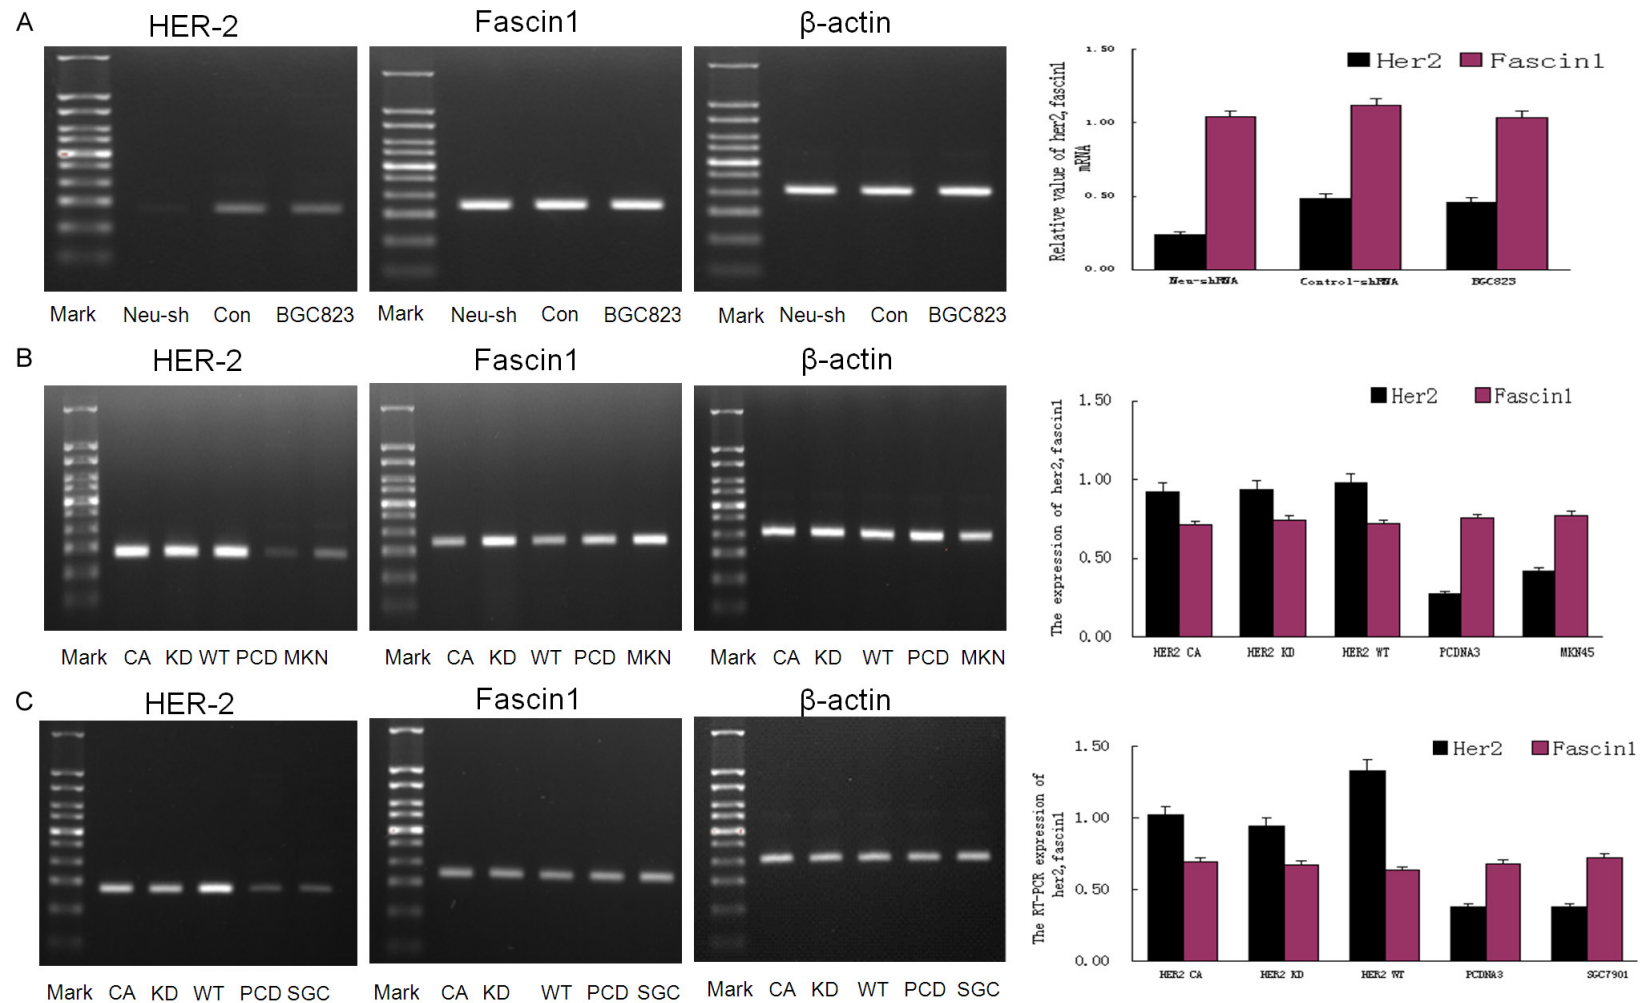 A
HER-2
Fascin1
β-actin
Mark Neu-sh Con BGC823
Mark Neu-sh Con BGC823
Mark Neu-sh Con BGC823
Relative value of her2,fascin1
mRNA
1.50
1.00
0.50
0.00
Her2 Fascin1
Neu-shRNA Control-shRNA BGC823
B
HER-2
Fascin1
β-actin
Mark CA KD WT PCD MKN
Mark CA KD WT PCD MKN
Mark CA KD WT PCD MKN
The expression of her2,fascin1
1.50
1.00
0.50
0.00
Her2 Fascin1
HER2 CA HER2 KD HER2 WT PCDNA3 MKN45
C
HER-2
Fascin1
β-actin
Mark CA KD WT PCD SGC
Mark CA KD WT PCD SGC
Mark CA KD WT PCD SGC
The RT-PCR expression of
her2,fascin1
1.50
1.00
0.50
0.00
Her2 Fascin1
HER2 CA HER2 KD HER2 WT PCDNA3 SGC7901